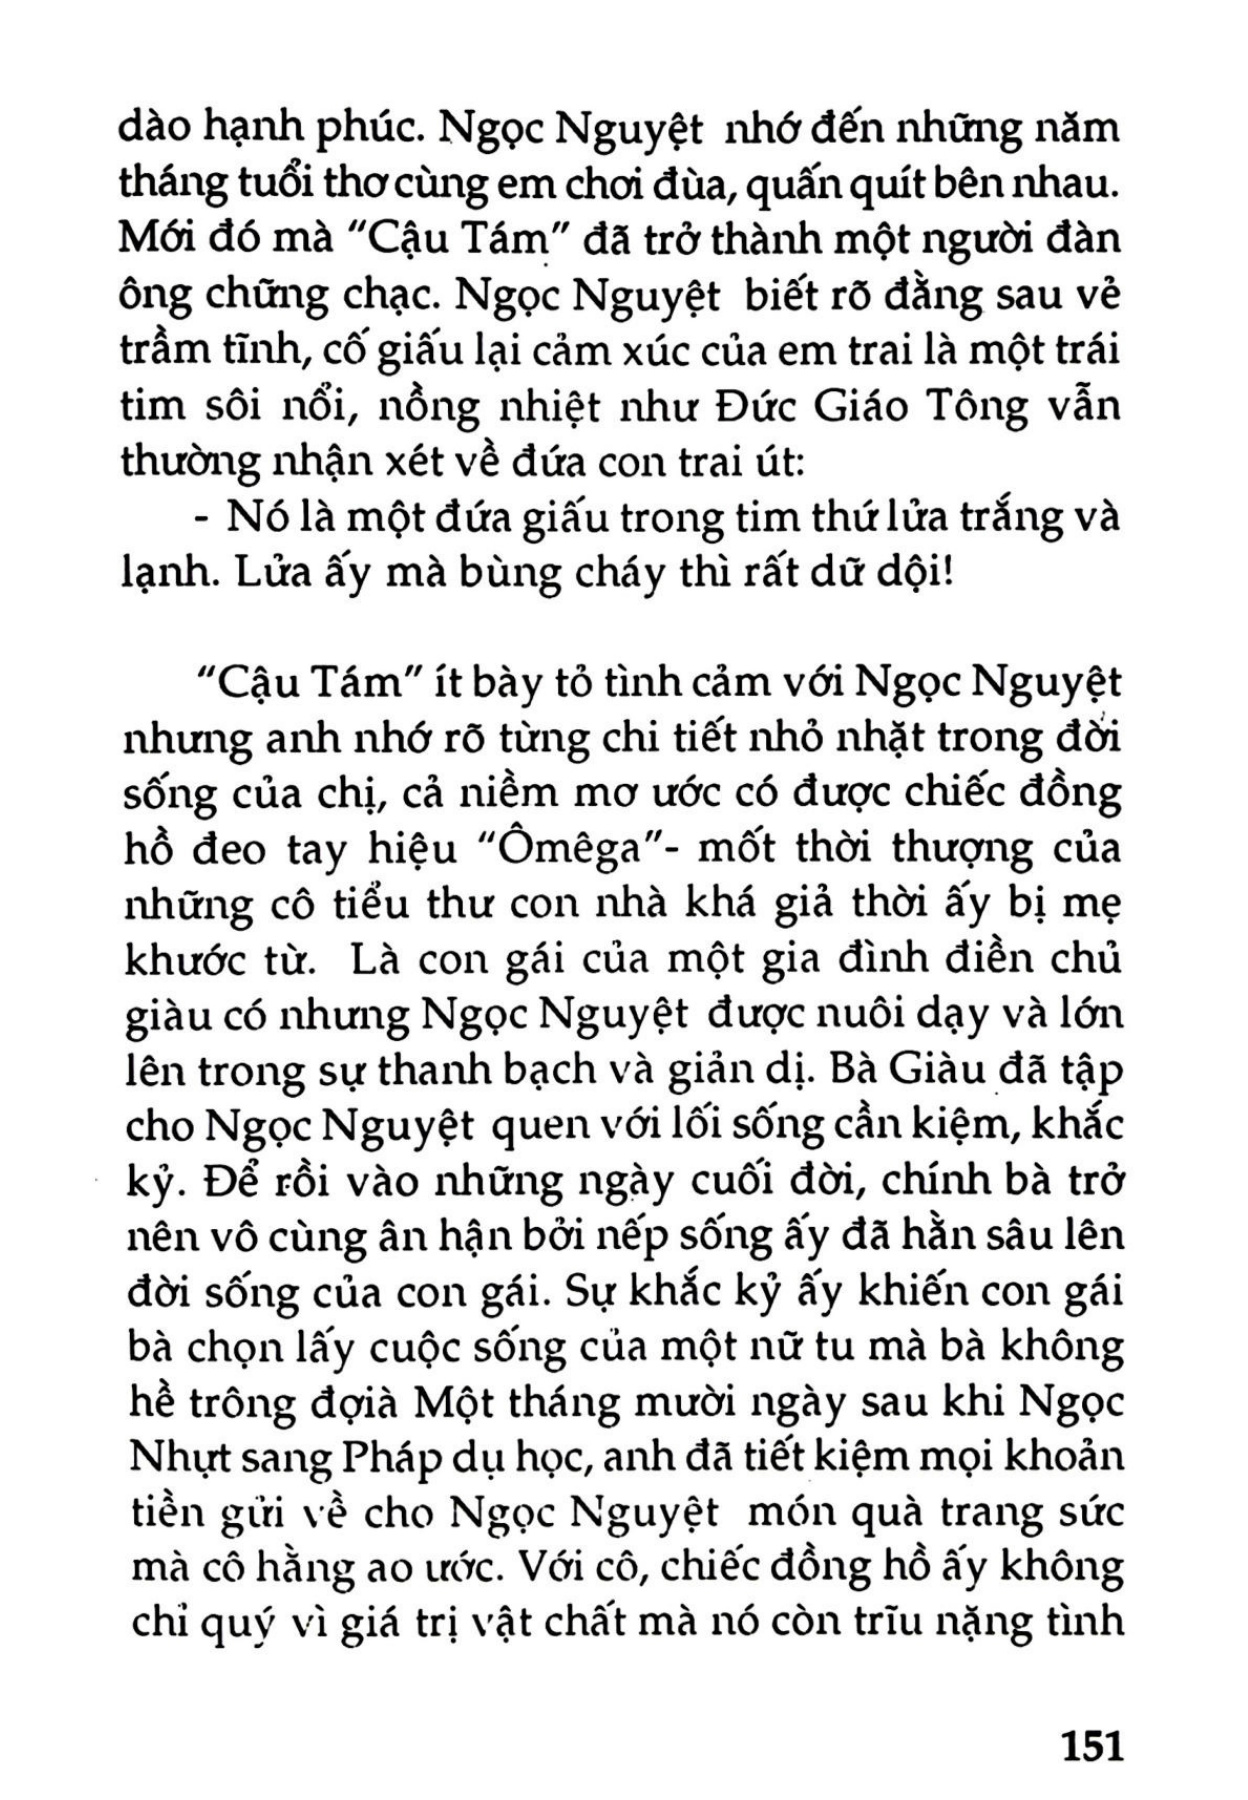 dào hạnh phúc. Ngọc Nguyệt nhớ đến những năm
tháng tuổi thơ cùng em chơi đùa, quấn quít bên nhau.
Mới đó mà "Cậu Tám" đã trở thành một người đàn
ông chững chạc. Ngọc Nguyệt biết rõ đằng sau vẻ
trầm tĩnh, cố giấu lại cảm xúc của em trai là một trái
tim sôi nổi, nồng nhiệt như Đức Giáo Tông vẫn
thường nhận xét về đứa con trai út:
- Nó là một đứa giấu trong tim thứ lửa trắng và
lạnh. Lửa ấy mà bùng cháy thì rất dữ dội!
"Cậu Tám" ít bày tỏ tình cảm với Ngọc Nguyệt
nhưng anh nhớ rõ từng chi tiết nhỏ nhặt trong đời
sống của chị, cả niềm mơ ước có được chiếc đồng
hồ đeo tay hiệu "Ômêga"- mốt thời thượng của
những cô tiểu thư con nhà khá giả thời ấy bị mẹ
khước từ. Là con gái của một gia đình điền chủ
giàu có nhưng Ngọc Nguyệt được nuôi dạy và lớn
lên trong sự thanh bạch và giản dị. Bà Giàu đã tập
cho Ngọc Nguyệt quen với lối sống cần kiệm, khắc
kỷ. Để rồi vào những ngày cuối đời, chính bà trở
nên vô cùng ân hận bởi nếp sống ấy đã hằn sâu lên
đời sống của con gái. Sự khắc kỷ ấy khiến con gái
bà chọn lấy cuộc sống của một nữ tu mà bà không
hề trông đợià Một tháng mười ngày sau khi Ngọc
Nhựt sang Pháp dụ học, anh đã tiết kiệm mọi khoản
tiền gửi về cho Ngọc Nguyệt món quà trang sức
mà cô hằng ao ước. Với cô, chiếc đồng hồ ấy không
chỉ quý vì giá trị vật chất mà nó còn trĩu nặng tình
151